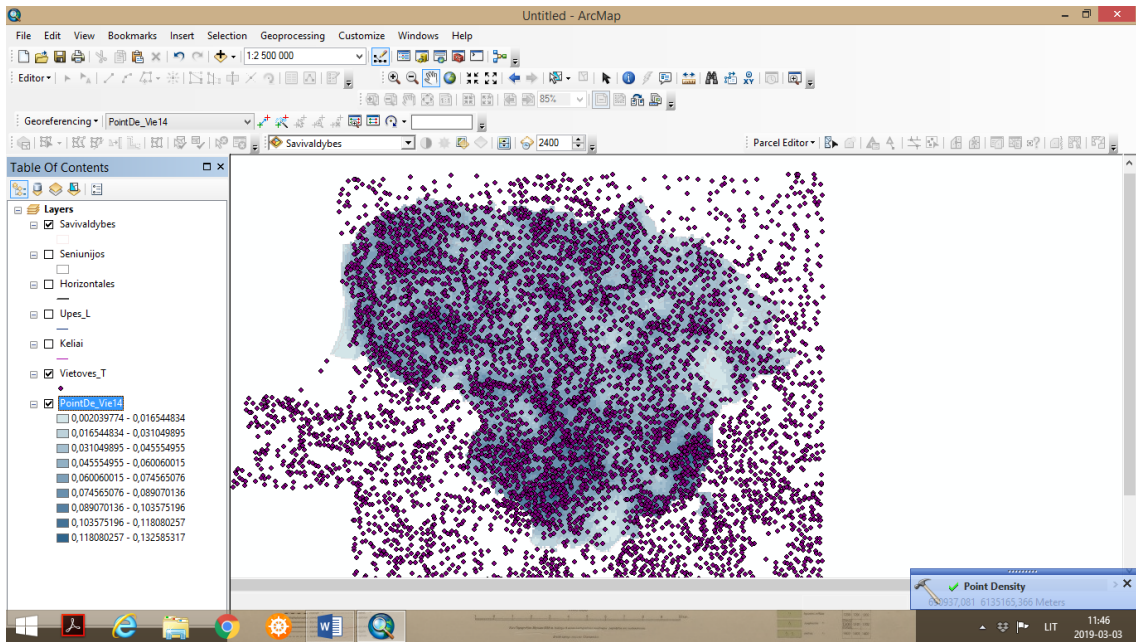 Untitled - ArcMap
File Edit View Bookmarks Insert Selection Geoprocessing Customize Windows Help
1:2 500 000
Editor
85%
Georeferencing PointDe_Vie14
Savivaldybes 2400 Parcel Editor
Table Of Contents
Layers
Savivaldybes
Seniunijos
Horizontales
Upes_L
Keliai
Vietoves_T
PointDe_Vie14
0,002039774 - 0,016544834
0,016544834 - 0,031049895
0,031049895 - 0,045554955
0,045554955 - 0,060060015
0,060060015 - 0,074565076
0,074565076 - 0,089070136
0,089070136 - 0,103575196
0,103575196 - 0,118080257
0,118080257 - 0,132585317
Point Density
6135165,366 Meters
LIT
11:46
2019-03-03